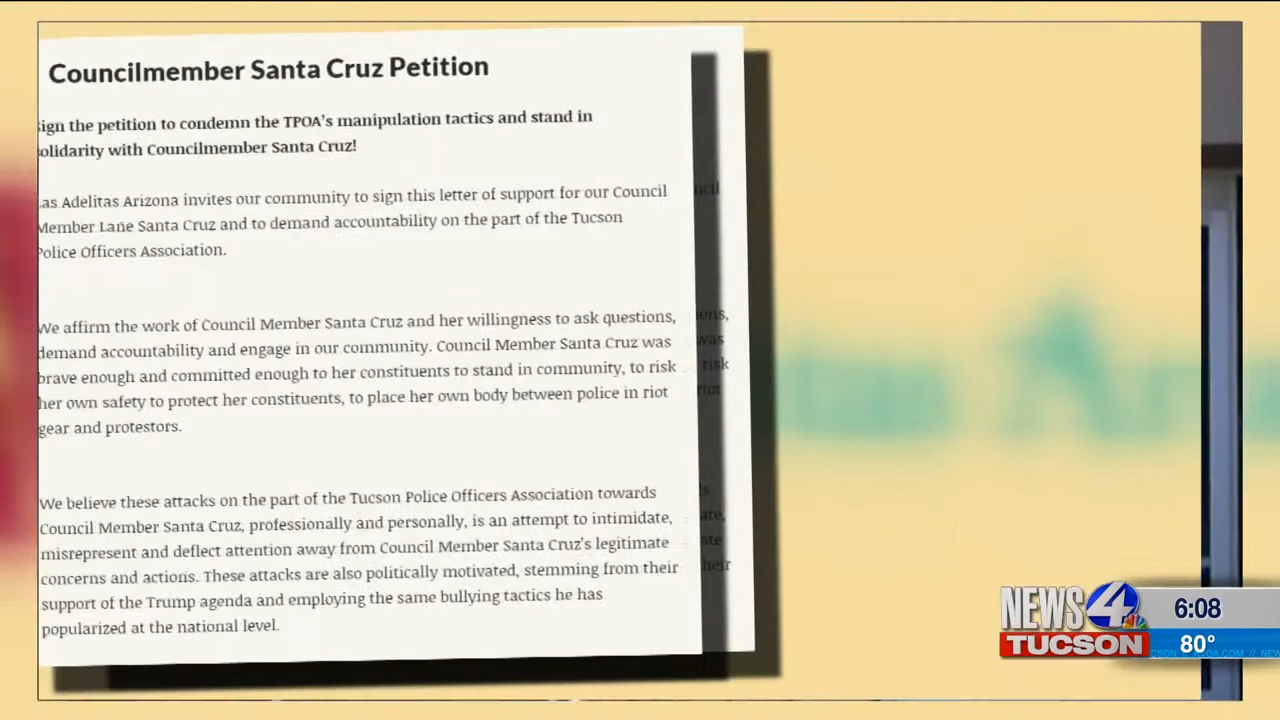 Councilmember Santa Cruz Petition
ign the petition to condemn the TPOA's manipulation tactics and stand in
olidarity with Councilmember Santa Cruz!
as Adelitas Arizona invites our community to sign this letter of support for our Council
Member Lane Santa Cruz and to demand accountability on the part of the Tucson
Police Officers Association.
We affirm the work of Council Member Santa Cruz and her willingness to ask questions,
demand accountability and engage in our community. Council Member Santa Cruz was
brave enough and committed enough to her constituents to stand in community, to risk
her own safety to protect her constituents, to place her own body between police in riot
gear and protestors.
We believe these attacks on the part of the Tucson Police Officers Association towards
Council Member Santa Cruz, professionally and personally, is an attempt to intimidate,
misrepresent and deflect attention away from Council Member Santa Cruz's legitimate
concerns and actions. These attacks are also politically motivated, stemming from their
support of the Trump agenda and employing the same bullying tactics he has
popularized at the national level.
NEWS 4
TUCSON
6:08
80°